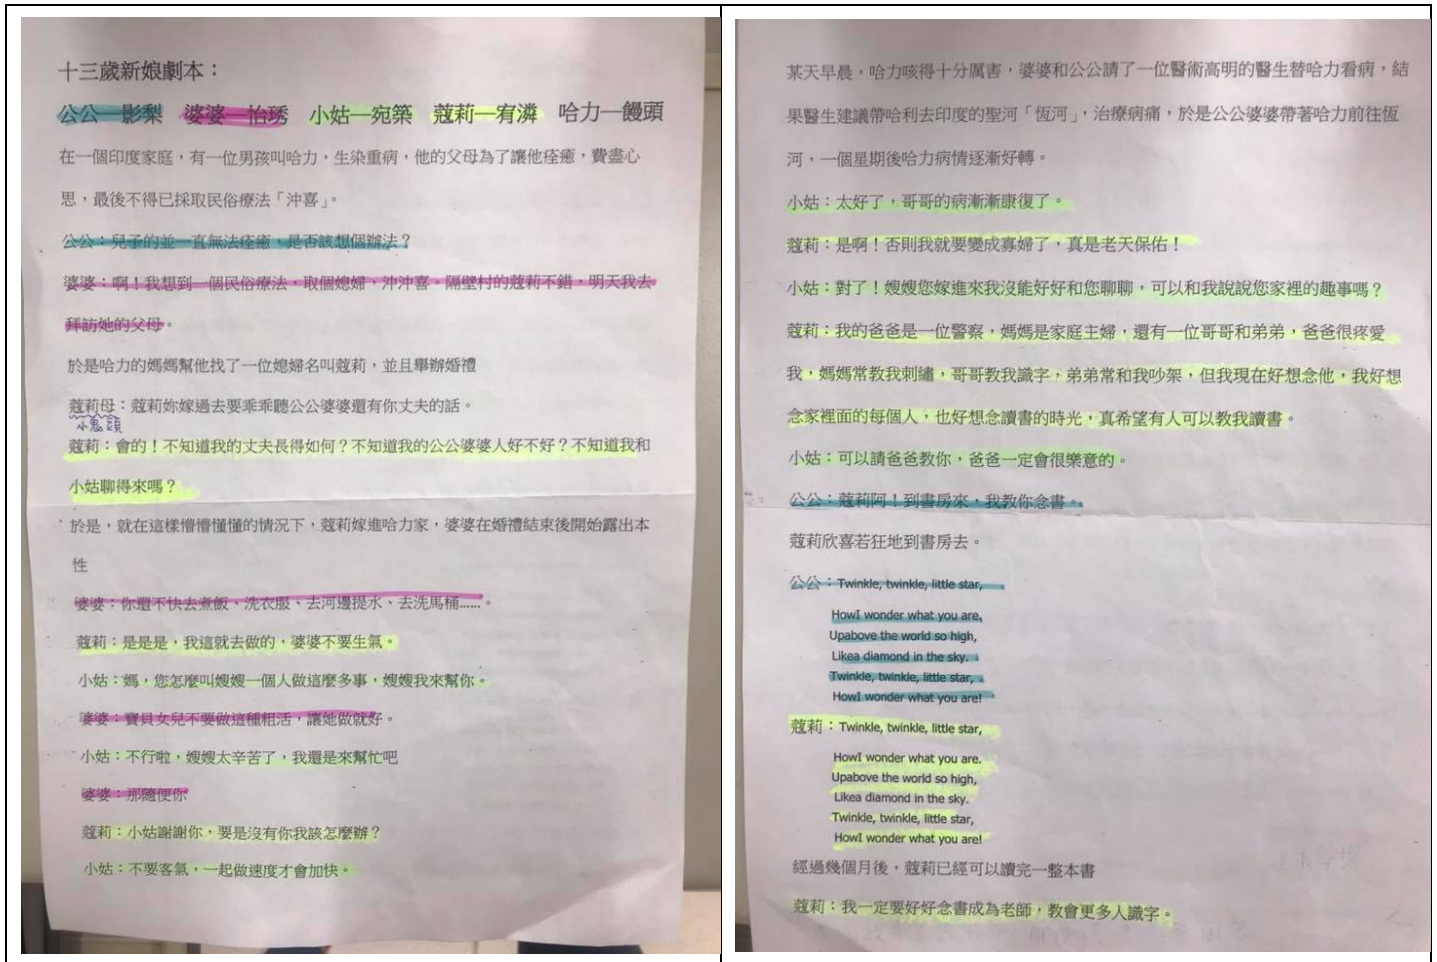 十三歲新娘劇本：
公公—影梨 婆婆—怡琇 小姑—宛築 蔻莉—宥潾 哈力—饅頭
在一個印度家庭，有一位男孩叫哈力，生染重病，他的父母為了讓他痊癒，費盡心
思，最後不得已採取民俗療法「沖喜」。
公公：兒子的並一直無法痊癒，是否該想個辦法？
婆婆：啊！我想到一個民俗療法，取個媳婦，沖沖喜，隔壁村的蔻莉不錯，明天我去
拜訪她的父母。
於是哈力的媽媽幫他找了一位媳婦名叫蔻莉，並且舉辦婚禮
蔻莉母：蔻莉妳嫁過去要乖乖聽公公婆婆還有你丈夫的話。
小鬼頭
蔻莉：會的！不知道我的丈夫長得如何？不知道我的公公婆婆人好不好？不知道我和
小姑聊得來嗎？
於是，就在這樣懵懵懂懂的情況下，蔻莉嫁進哈力家，婆婆在婚禮結束後開始露出本
性
婆婆：你還不快去煮飯、洗衣服、去河邊提水、去洗馬桶......。
蔻莉：是是是，我這就去做的，婆婆不要生氣。
小姑：媽，您怎麼叫嫂嫂一個人做這麼多事，嫂嫂我來幫你。
婆婆：寶貝女兒不要做這種粗活，讓她做就好。
小姑：不行啦，嫂嫂太辛苦了，我還是來幫忙吧
婆婆：那隨便你
蔻莉：小姑謝謝你，要是沒有你我該怎麼辦？
小姑：不要客氣，一起做速度才會加快。
某天早晨，哈力咳得十分厲害，婆婆和公公請了一位醫術高明的醫生替哈力看病，結
果醫生建議帶哈利去印度的聖河「恆河」，治療病痛，於是公公婆婆帶著哈力前往恆
河，一個星期後哈力病情逐漸好轉。
小姑：太好了，哥哥的病漸漸康復了。
蔻莉：是啊！否則我就要變成寡婦了，真是老天保佑！
小姑：對了！嫂嫂您嫁進來我沒能好好和您聊聊，可以和我說說您家裡的趣事嗎？
蔻莉：我的爸爸是一位警察，媽媽是家庭主婦，還有一位哥哥和弟弟，爸爸很疼愛
我，媽媽常教我刺繡，哥哥教我識字，弟弟常和我吵架，但我現在好想念他，我好想
念家裡面的每個人，也好想念讀書的時光，真希望有人可以教我讀書。
小姑：可以請爸爸教你，爸爸一定會很樂意的。
公公：蔻莉阿！到書房來，我教你念書。
蔻莉欣喜若狂地到書房去。
公公：Twinkle, twinkle, little star,
HowI wonder what you are,
Upabove the world so high,
Likea diamond in the sky.
Twinkle, twinkle, little star,
HowI wonder what you are!
蔻莉：Twinkle, twinkle, little star,
HowI wonder what you are.
Upabove the world so high,
Likea diamond in the sky.
Twinkle, twinkle, little star,
HowI wonder what you are!
經過幾個月後，蔻莉已經可以讀完一整本書
蔻莉：我一定要好好念書成為老師，教會更多人識字。